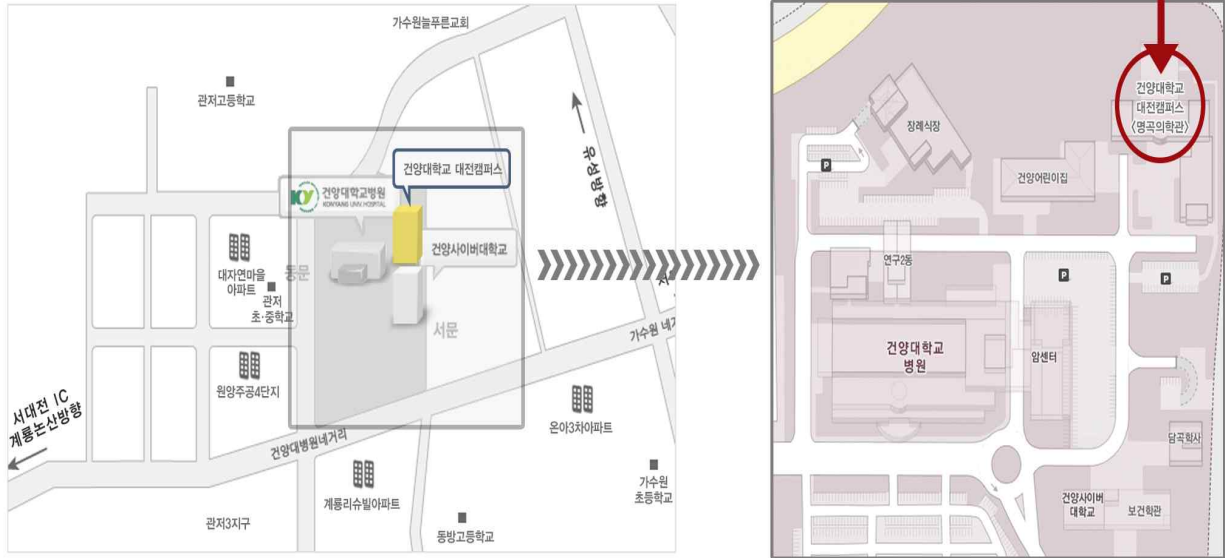 가수원늘푸른교회
관저고등학교
유성방향
건양대학교 대전캠퍼스
KY
건양대학교병원
KONYANG UNIV. HOSPITAL
건양사이버대학교
대자연마을
아파트
동문
관저
초·중학교
서문
가수원 네거
원앙주공4단지
서대전 IC
계룡논산방향
온아3차아파트
건양대병원네거리
계룡리슈빌아파트
가수원
초등학교
관저3지구
동방고등학교
건양대학교
대전캠퍼스
<명곡의학관>
장례식장
P
건양어린이집
연구2동
P
P
건양대학교
병원
암센터
담곡학사
건양사이버
대학교
보건학관